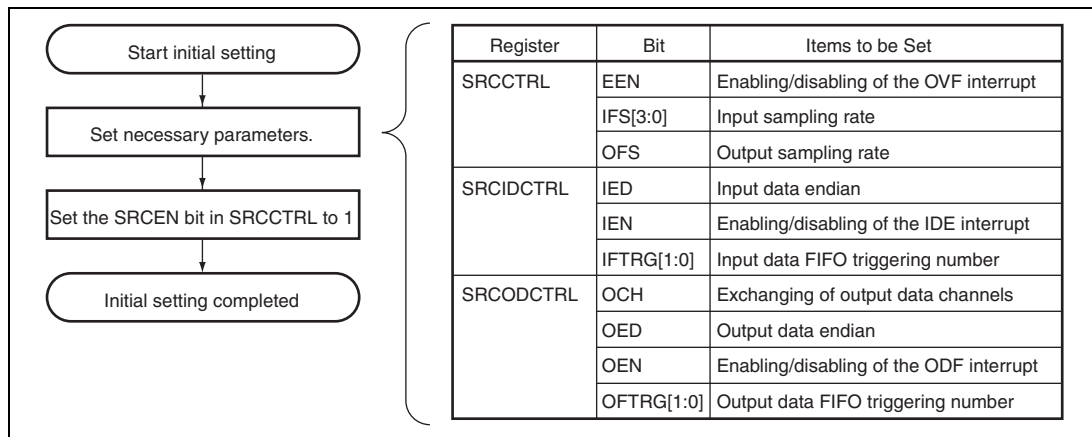 Start initial setting
Set necessary parameters.
Set the SRCEN bit in SRCCTRL to 1
Initial setting completed
Register Bit Items to be Set
SRCCTRL EEN Enabling/disabling of the OVF interrupt
IFS[3:0] Input sampling rate
OFS Output sampling rate
SRCIDCTRL IED Input data endian
IEN Enabling/disabling of the IDE interrupt
IFTRG[1:0] Input data FIFO triggering number
SRCODCTRL OCH Exchanging of output data channels
OED Output data endian
OEN Enabling/disabling of the ODF interrupt
OFTRG[1:0] Output data FIFO triggering number